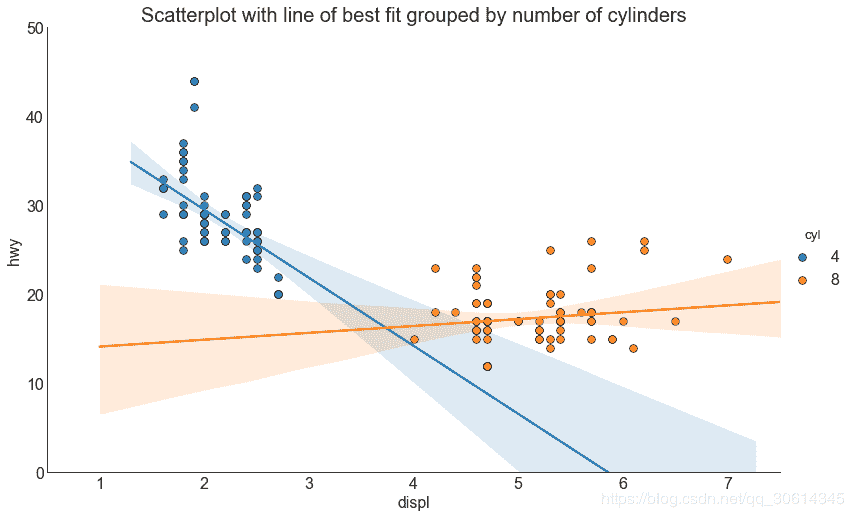 Scatterplot with line of best fit grouped by number of cylinders
50
40
30
20
10
0
hwy
1 2 3 4 5 6 7
displ
cyl
4
8
https://blog.csdn.net/qq_30614345